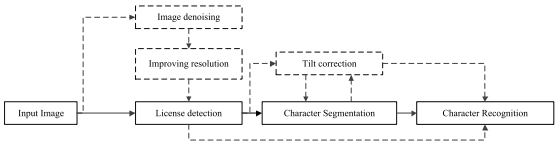 Image denoising
Improving resolution
Tilt correction
Input Image
License detection
Character Segmentation
Character Recognition